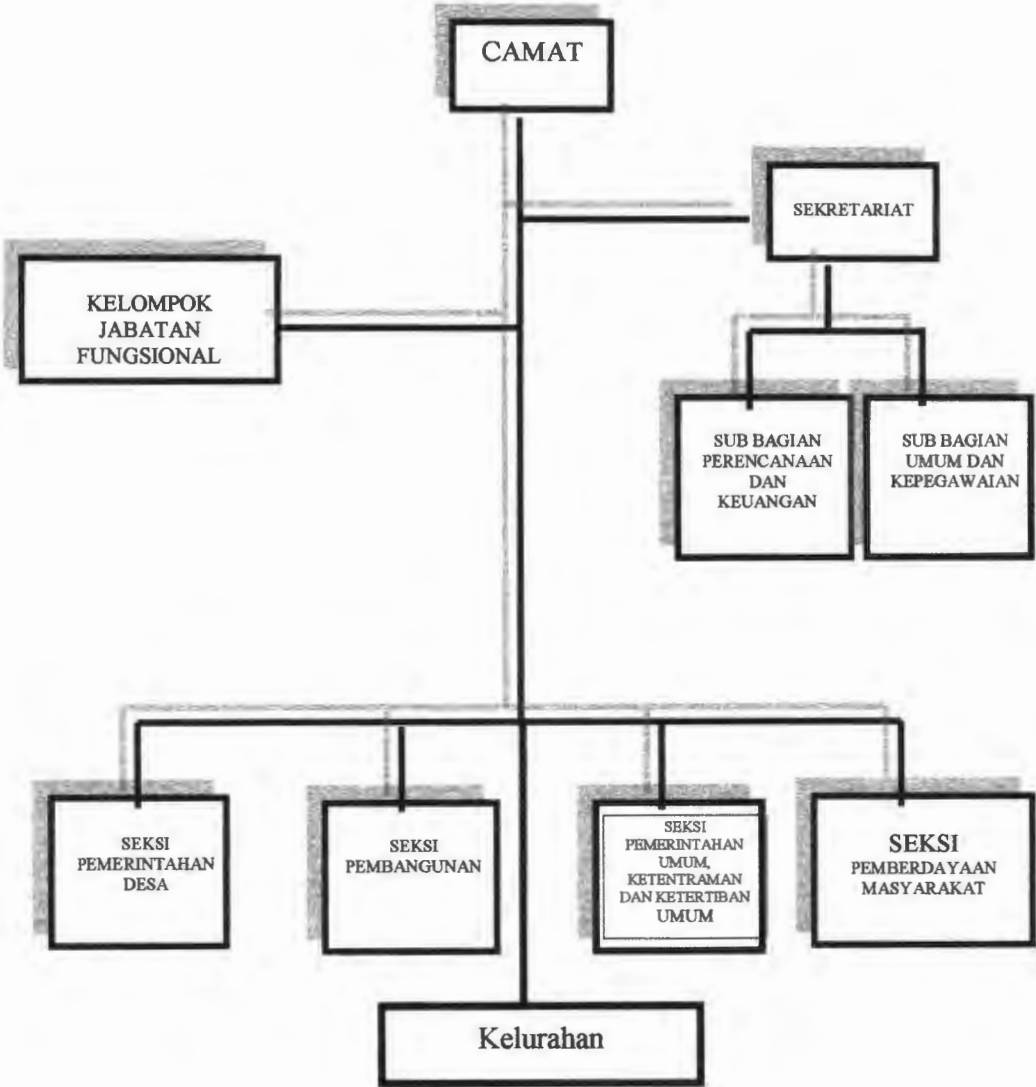 CAMAT
SEKRETARIAT
KELOMPOK
JABATAN
FUNGSIONAL
SUB BAGIAN
PERENCANAAN
DAN
KEUANGAN
SUB BAGIAN
UMUM DAN
KEPEGAWAIAN
SEKSI
PEMERINTAHAN
DESA
SEKSI
PEMBANGUNAN
SEKSI
PEMERINTAHAN
UMUM,
KETENTRAMAN
DAN KETERTIBAN
UMUM
SEKSI
PEMBERDAYAAN
MASYARAKAT
Kelurahan